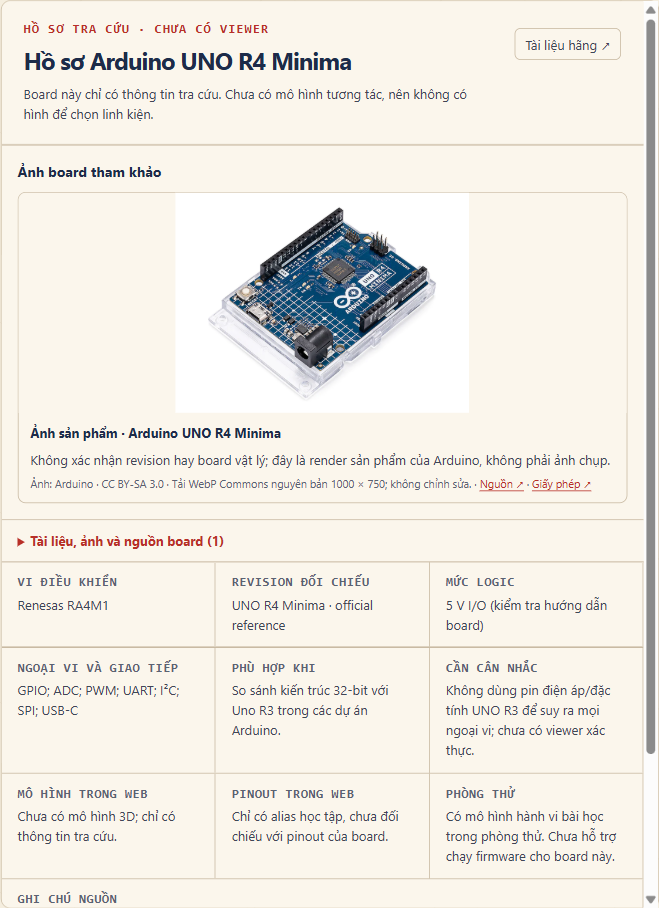 HỒ SƠ TRA CỨU · CHƯA CÓ VIEWER
Hồ sơ Arduino UNO R4 Minima
Tài liệu hãng ↗
Board này chỉ có thông tin tra cứu. Chưa có mô hình tương tác, nên không có
hình để chọn linh kiện.
Ảnh board tham khảo
UNO R4
MINIMA
ARDUINO
Ảnh sản phẩm · Arduino UNO R4 Minima
Không xác nhận revision hay board vật lý; đây là render sản phẩm của Arduino, không phải ảnh chụp.
Ảnh: Arduino · CC BY-SA 3.0 · Tải WebP Commons nguyên bản 1000 × 750; không chỉnh sửa. · Nguồn ↗ · Giấy phép ↗
▶ Tài liệu, ảnh và nguồn board (1)
VI ĐIỀU KHIỂN
Renesas RA4M1
REVISION ĐỐI CHIẾU
UNO R4 Minima · official
reference
MỨC LOGIC
5 V I/O (kiểm tra hướng dẫn
board)
NGOẠI VI VÀ GIAO TIẾP
GPIO; ADC; PWM; UART; I²C;
SPI; USB-C
PHÙ HỢP KHI
So sánh kiến trúc 32-bit với
Uno R3 trong các dự án
Arduino.
CẦN CÂN NHẮC
Không dùng pin điện áp/đặc
tính UNO R3 để suy ra mọi
ngoại vi; chưa có viewer xác
thực.
MÔ HÌNH TRONG WEB
Chưa có mô hình 3D; chỉ có
thông tin tra cứu.
PINOUT TRONG WEB
Chỉ có alias học tập, chưa đối
chiếu với pinout của board.
PHÒNG THỬ
Có mô hình hành vi bài học
trong phòng thử. Chưa hỗ trợ
chạy firmware cho board này.
GHI CHÚ NGUỒN